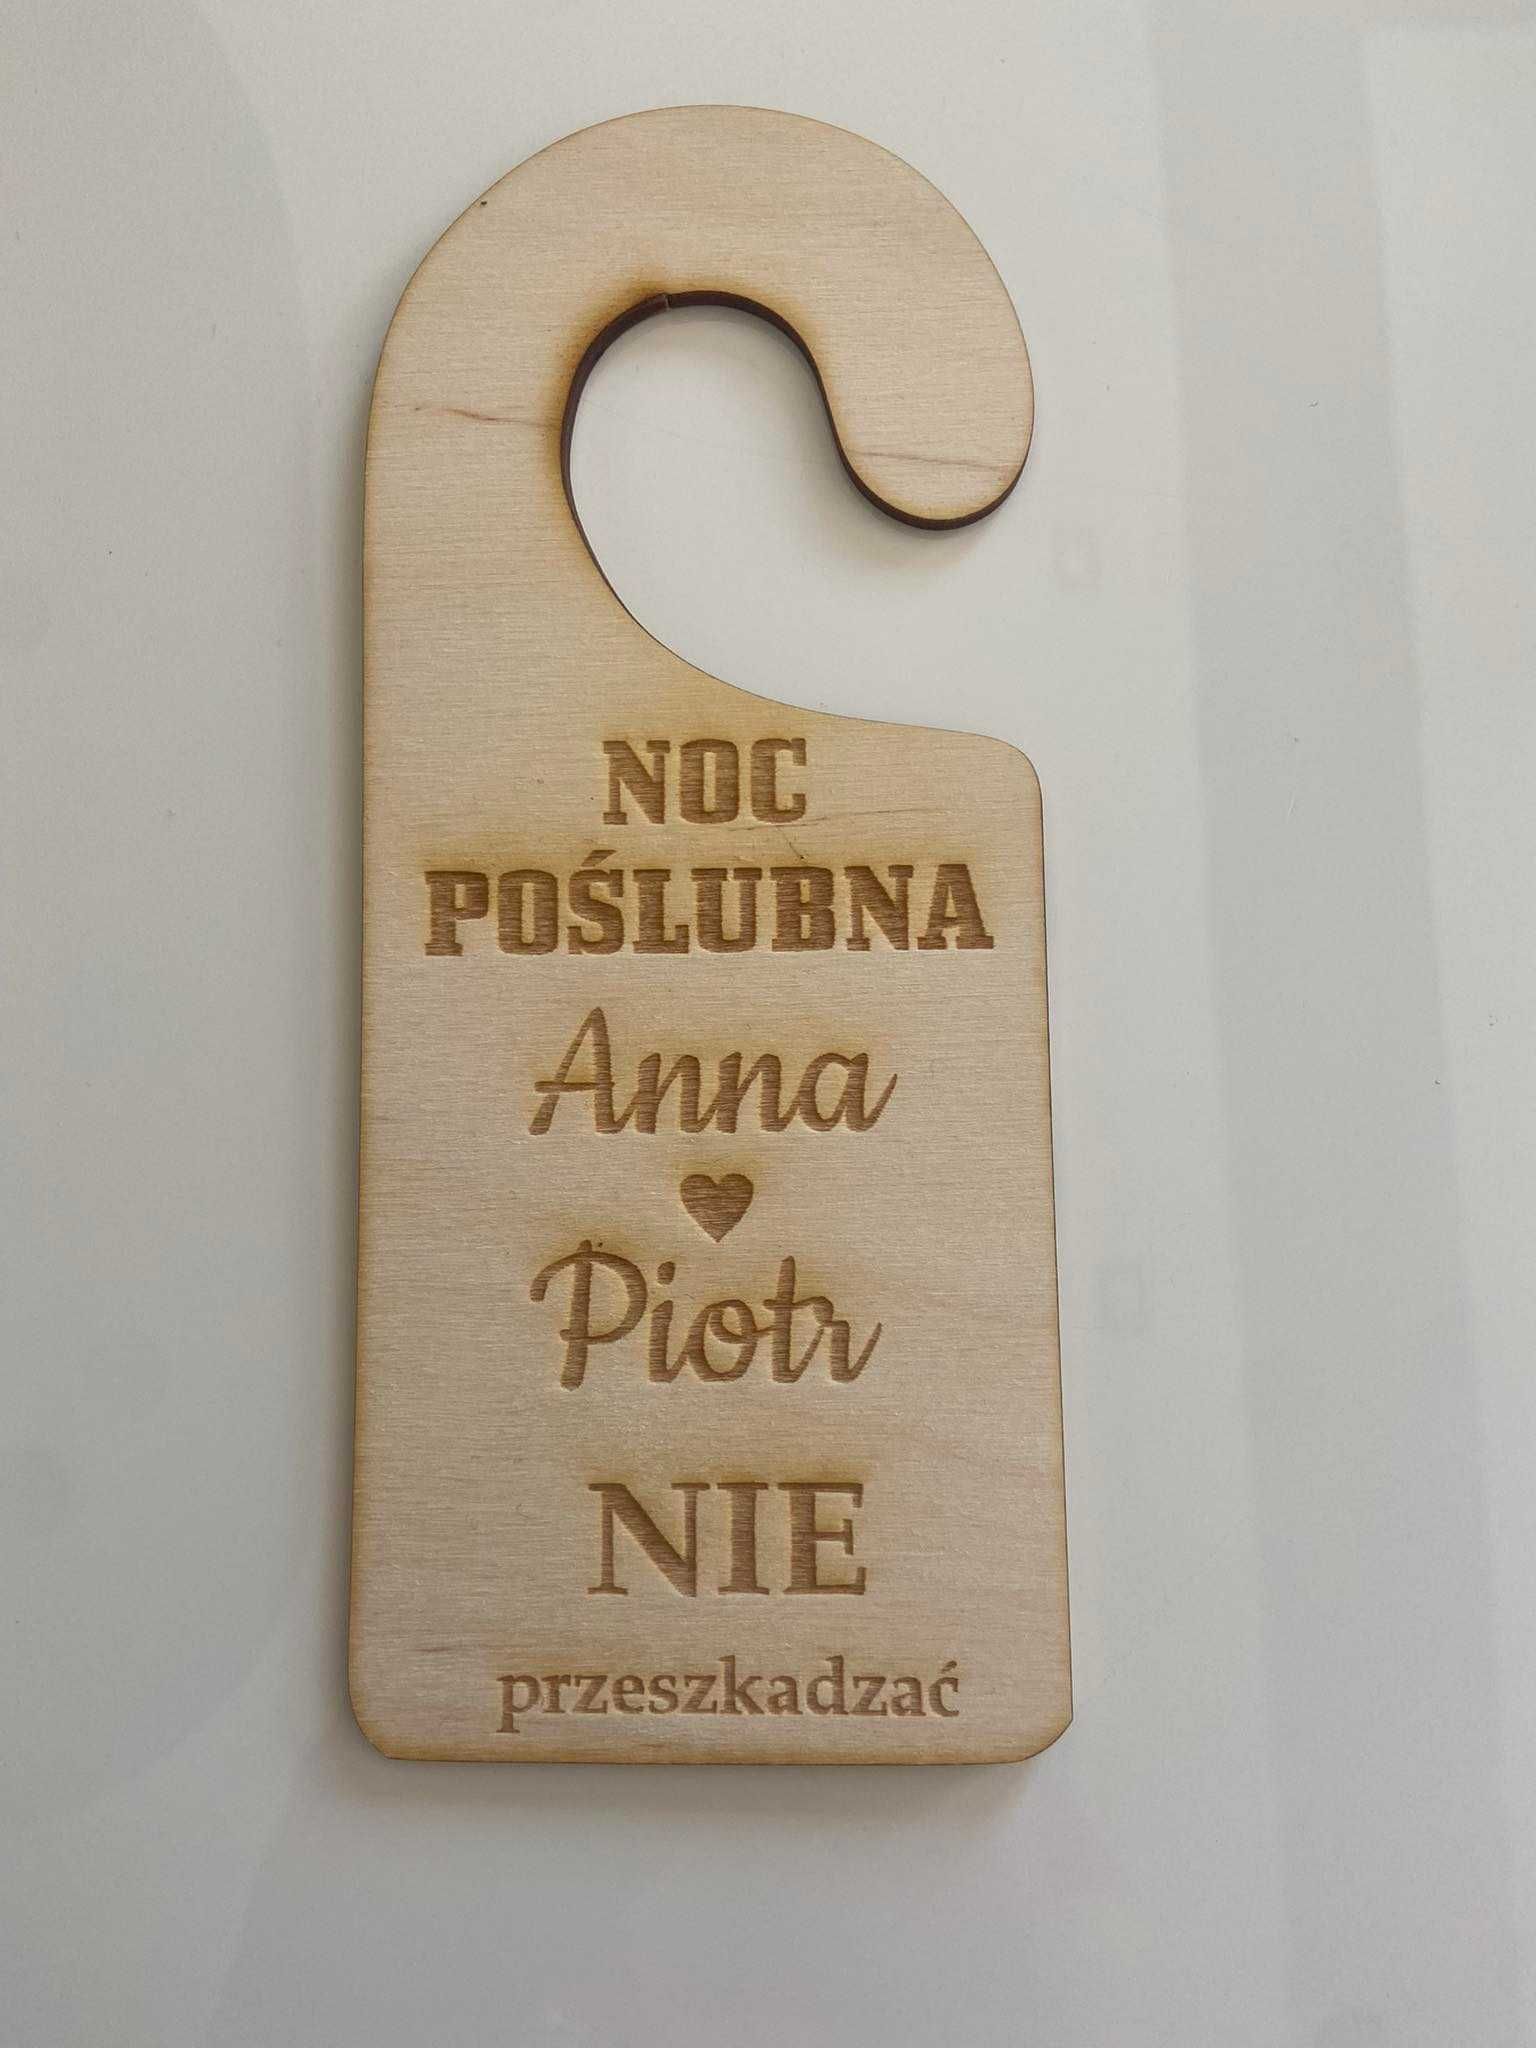 NOC
POŚLUBNA
Anna
Piotr
NIE
przeszkadzać